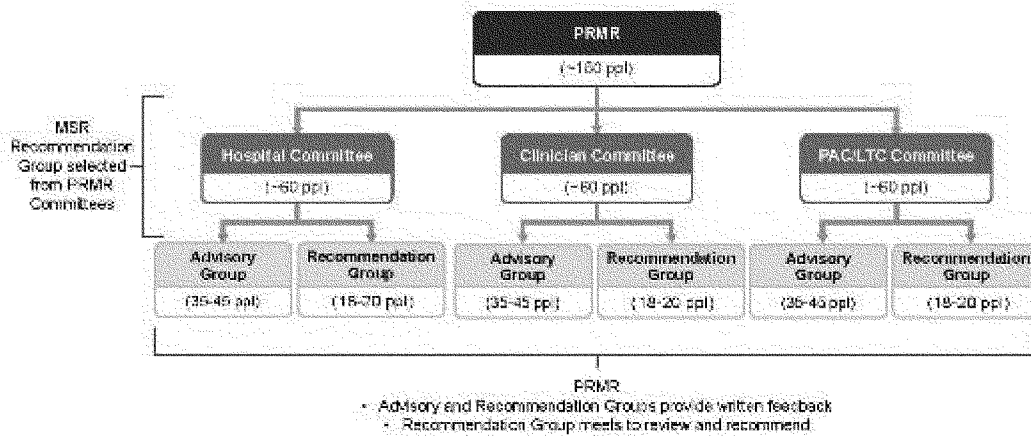 PRMR
(~180 ppl)
MSR
Recommendation
Group selected
from PRMR
Committees
Hospital Committee
(~60 ppl)
Clinician Committee
(~60 ppl)
PAC/LTC Committee
(~60 ppl)
Advisory
Group
(35-45 ppl)
Recommendation
Group
(18-20 ppl)
Advisory
Group
(35-45 ppl)
Recommendation
Group
(18-20 ppl)
Advisory
Group
(35-45 ppl)
Recommendation
Group
(18-20 ppl)
PRMR
• Advisory and Recommendation Groups provide written feedback
• Recommendation Group meets to review and recommend